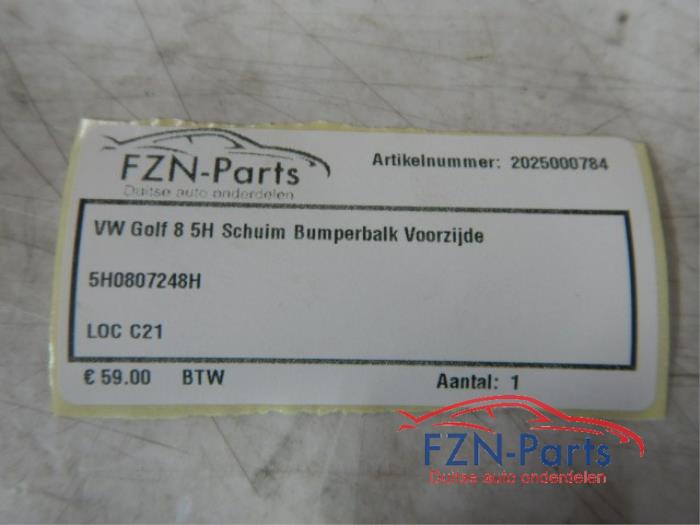 FZN-Parts
Duitse auto onderdelen
Artikelnummer: 2025000784
VW Golf 8 5H Schuim Bumperbalk Voorzijde
5H0807248H
LOC C21
€ 59.00 BTW Aantal: 1
FZN-Parts
Duitse auto onderdelen